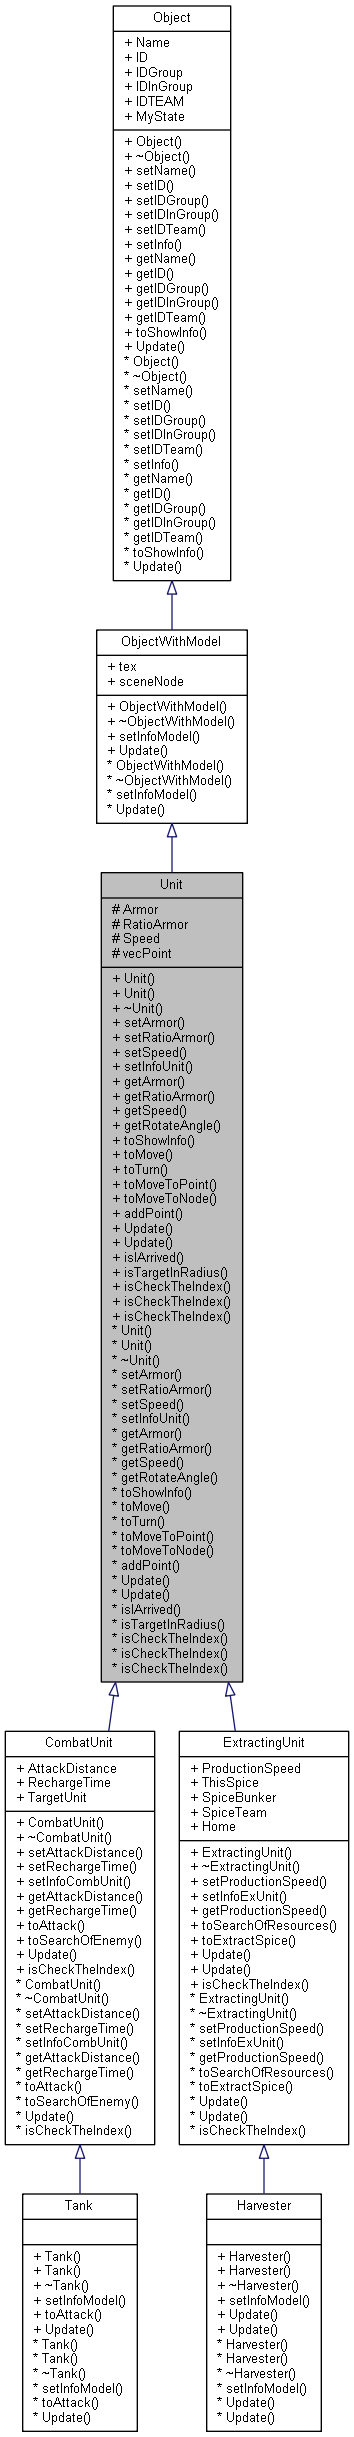 Object
+ Name
+ ID
+ IDGroup
+ IDInGroup
+ IDTEAM
+ MyState
+ Object()
+ ~Object()
+ setName()
+ setID()
+ setIDGroup()
+ setIDInGroup()
+ setIDTeam()
+ setInfo()
+ getName()
+ getID()
+ getIDGroup()
+ getIDInGroup()
+ getIDTeam()
+ toShowInfo()
+ Update()
* Object()
* ~Object()
* setName()
* setID()
* setIDGroup()
* setIDInGroup()
* setIDTeam()
* setInfo()
* getName()
* getID()
* getIDGroup()
* getIDInGroup()
* getIDTeam()
* toShowInfo()
* Update()
ObjectWithModel
+ tex
+ sceneNode
+ ObjectWithModel()
+ ~ObjectWithModel()
+ setInfoModel()
+ Update()
* ObjectWithModel()
* ~ObjectWithModel()
* setInfoModel()
* Update()
Unit
# Armor
# RatioArmor
# Speed
# vecPoint
+ Unit()
+ Unit()
+ ~Unit()
+ setArmor()
+ setRatioArmor()
+ setSpeed()
+ setInfoUnit()
+ getArmor()
+ getRatioArmor()
+ getSpeed()
+ getRotateAngle()
+ toShowInfo()
+ toMove()
+ toTurn()
+ toMoveToPoint()
+ toMoveToNode()
+ addPoint()
+ Update()
+ Update()
+ isIArrived()
+ isTargetInRadius()
+ isCheckTheIndex()
+ isCheckTheIndex()
+ isCheckTheIndex()
* Unit()
* Unit()
* ~Unit()
* setArmor()
* setRatioArmor()
* setSpeed()
* setInfoUnit()
* getArmor()
* getRatioArmor()
* getSpeed()
* getRotateAngle()
* toShowInfo()
* toMove()
* toTurn()
* toMoveToPoint()
* toMoveToNode()
* addPoint()
* Update()
* Update()
* isIArrived()
* isTargetInRadius()
* isCheckTheIndex()
* isCheckTheIndex()
* isCheckTheIndex()
CombatUnit
+ AttackDistance
+ RechargeTime
+ TargetUnit
+ CombatUnit()
+ ~CombatUnit()
+ setAttackDistance()
+ setRechargeTime()
+ setInfoCombUnit()
+ getAttackDistance()
+ getRechargeTime()
+ toAttack()
+ toSearchOfEnemy()
+ Update()
+ isCheckTheIndex()
* CombatUnit()
* ~CombatUnit()
* setAttackDistance()
* setRechargeTime()
* setInfoCombUnit()
* getAttackDistance()
* getRechargeTime()
* toAttack()
* toSearchOfEnemy()
* Update()
* isCheckTheIndex()
ExtractingUnit
+ ProductionSpeed
+ ThisSpice
+ SpiceBunker
+ SpiceTeam
+ Home
+ ExtractingUnit()
+ ~ExtractingUnit()
+ setProductionSpeed()
+ setInfoExUnit()
+ getProductionSpeed()
+ toSearchOfResources()
+ toExtractSpice()
+ Update()
+ Update()
+ isCheckTheIndex()
* ExtractingUnit()
* ~ExtractingUnit()
* setProductionSpeed()
* setInfoExUnit()
* getProductionSpeed()
* toSearchOfResources()
* toExtractSpice()
* Update()
* Update()
* isCheckTheIndex()
Tank
+ Tank()
+ Tank()
+ ~Tank()
+ setInfoModel()
+ toAttack()
+ Update()
* Tank()
* Tank()
* ~Tank()
* setInfoModel()
* toAttack()
* Update()
Harvester
+ Harvester()
+ Harvester()
+ ~Harvester()
+ setInfoModel()
+ Update()
+ Update()
* Harvester()
* Harvester()
* ~Harvester()
* setInfoModel()
* Update()
* Update()